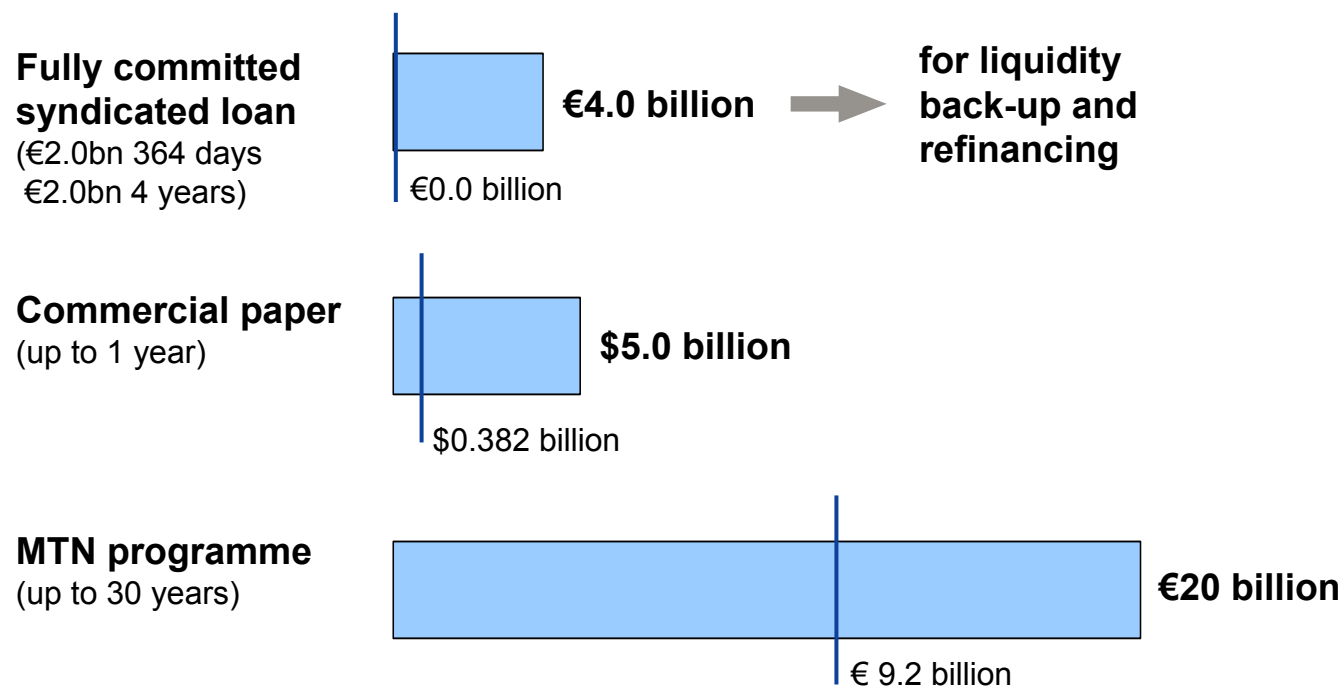 Fully committed
syndicated loan
(€2.0bn 364 days
€2.0bn 4 years)
€4.0 billion
€0.0 billion
for liquidity
back-up and
refinancing
Commercial paper
(up to 1 year)
$5.0 billion
$0.382 billion
MTN programme
(up to 30 years)
€20 billion
€ 9.2 billion